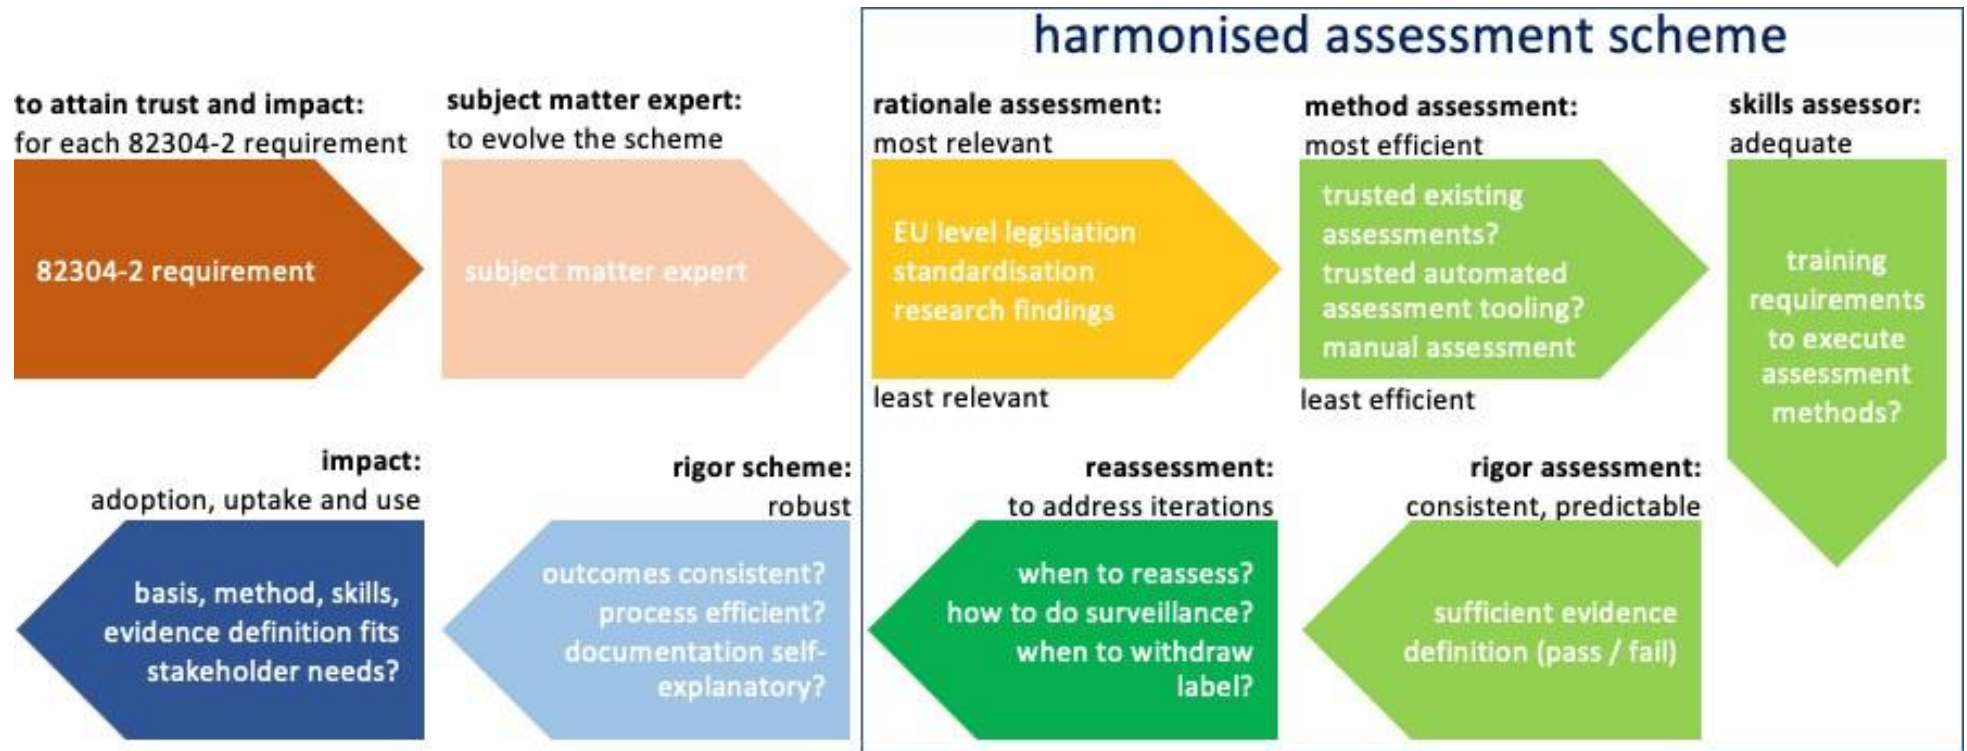 harmonised assessment scheme
to attain trust and impact:
for each 82304-2 requirement
82304-2 requirement
subject matter expert:
to evolve the scheme
subject matter expert
rationale assessment:
most relevant
EU level legislation
standardisation
research findings
least relevant
method assessment:
most efficient
trusted existing
assessments?
trusted automated
assessment tooling?
manual assessment
least efficient
skills assessor:
adequate
training
requirements
to execute
assessment
methods?
rigor assessment:
consistent, predictable
sufficient evidence
definition (pass / fail)
reassessment:
to address iterations
when to reassess?
how to do surveillance?
when to withdraw
label?
rigor scheme:
robust
outcomes consistent?
process efficient?
documentation self-
explanatory?
impact:
adoption, uptake and use
basis, method, skills,
evidence definition fits
stakeholder needs?